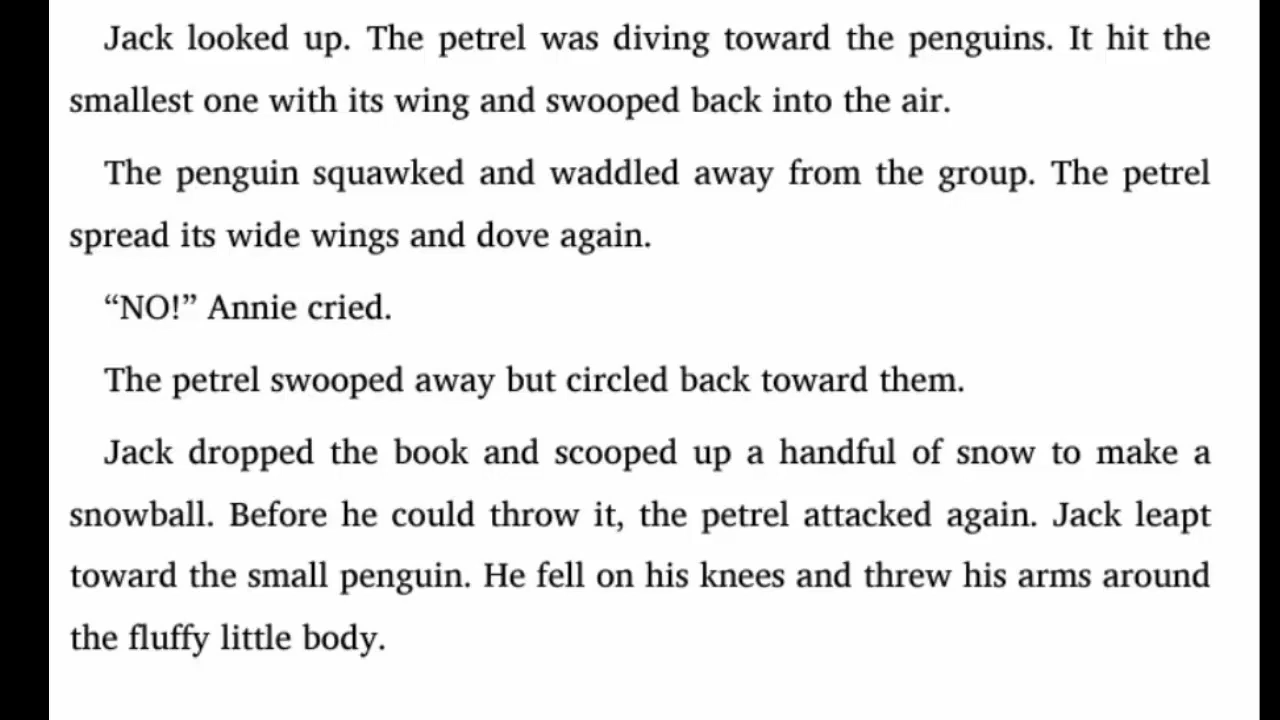 Jack looked up. The petrel was diving toward the penguins. It hit the
smallest one with its wing and swooped back into the air.
The penguin squawked and waddled away from the group. The petrel
spread its wide wings and dove again.
“NO!” Annie cried.
The petrel swooped away but circled back toward them.
Jack dropped the book and scooped up a handful of snow to make a
snowball. Before he could throw it, the petrel attacked again. Jack leapt
toward the small penguin. He fell on his knees and threw his arms around
the fluffy little body.